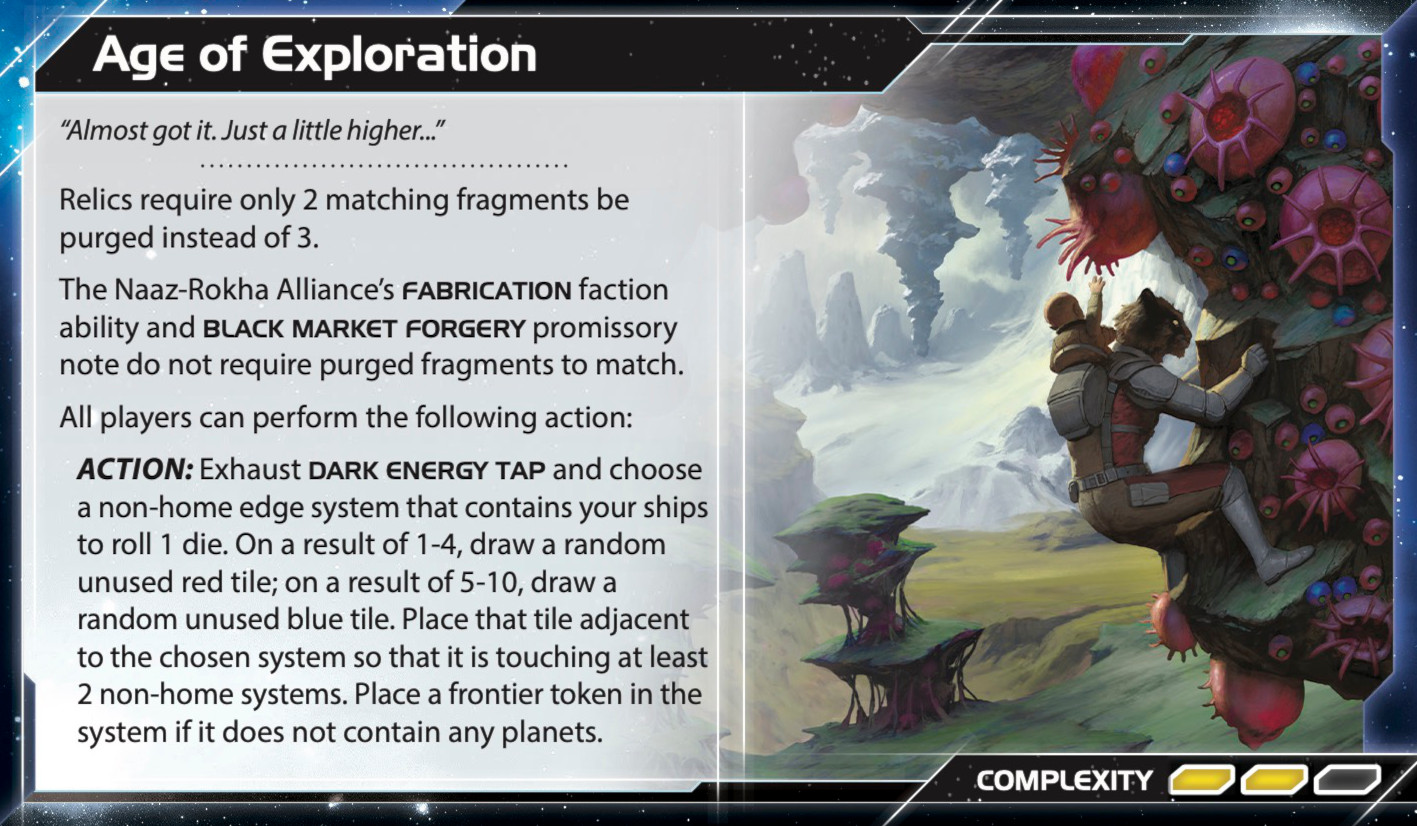 Age of Exploration
“Almost got it. Just a little higher...”
Relics require only 2 matching fragments be
purged instead of 3.
The Naaz-Rokha Alliance’s FABRICATION faction
ability and BLACK MARKET FORGERY promissory
note do not require purged fragments to match.
All players can perform the following action:
ACTION: Exhaust DARK ENERGY TAP and choose
a non-home edge system that contains your ships
to roll 1 die. On a result of 1-4, draw a random
unused red tile; on a result of 5-10, draw a
random unused blue tile. Place that tile adjacent
to the chosen system so that it is touching at least
2 non-home systems. Place a frontier token in the
system if it does not contain any planets.
COMPLEXITY